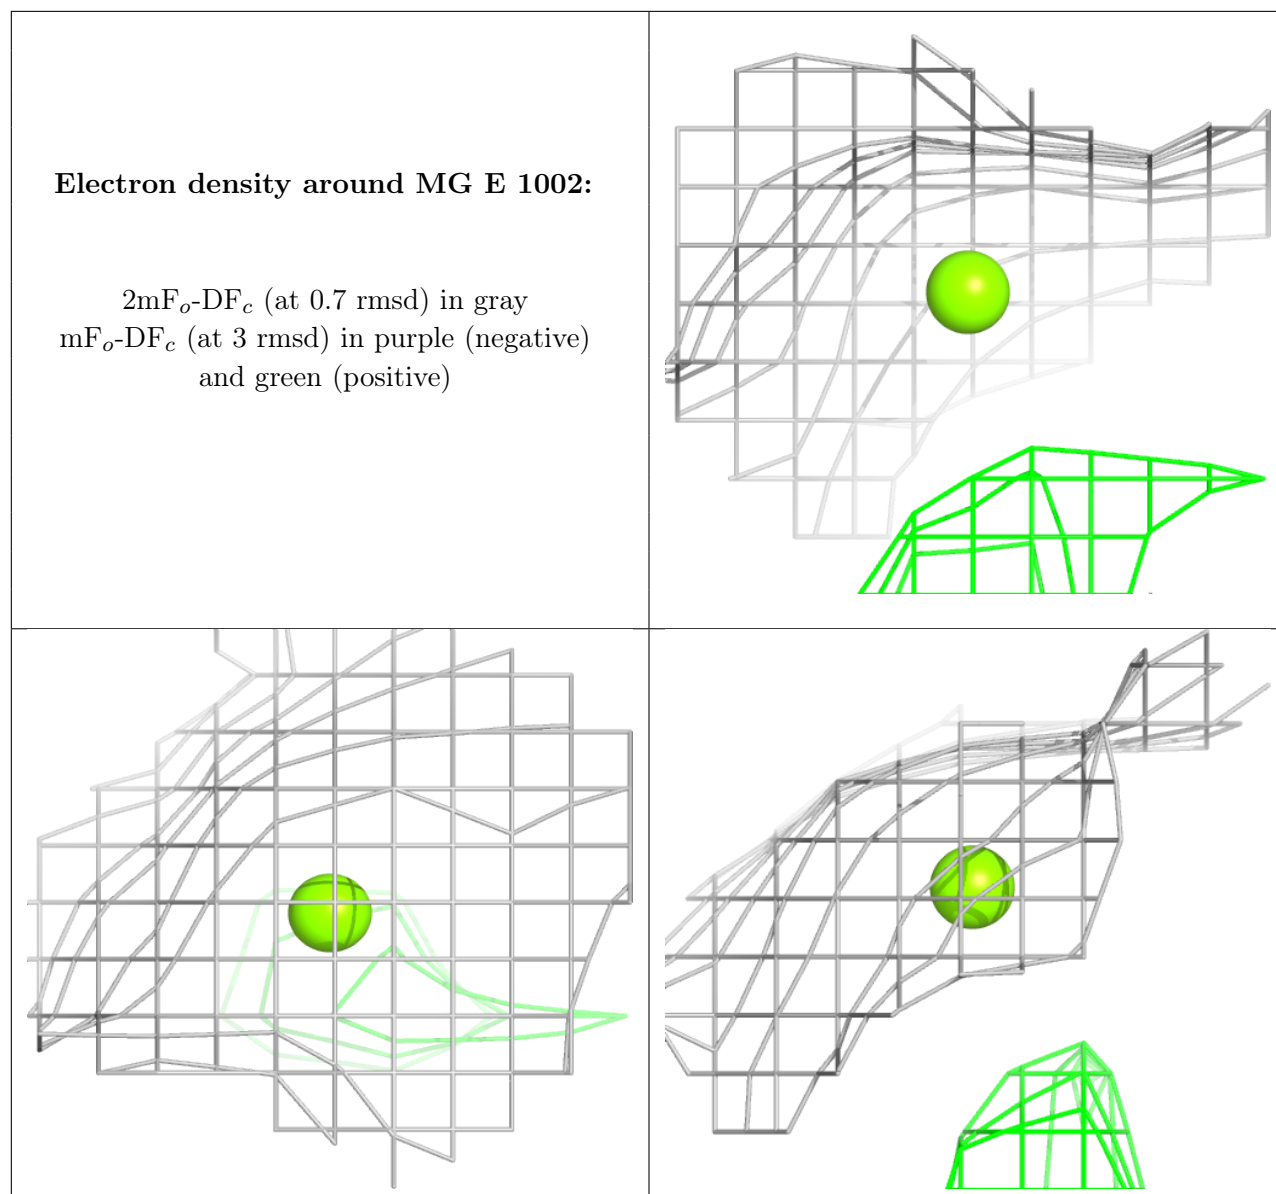 Electron density around MG E 1002:
2mFo-DFc (at 0.7 rmsd) in gray
mFo-DFc (at 3 rmsd) in purple (negative)
and green (positive)